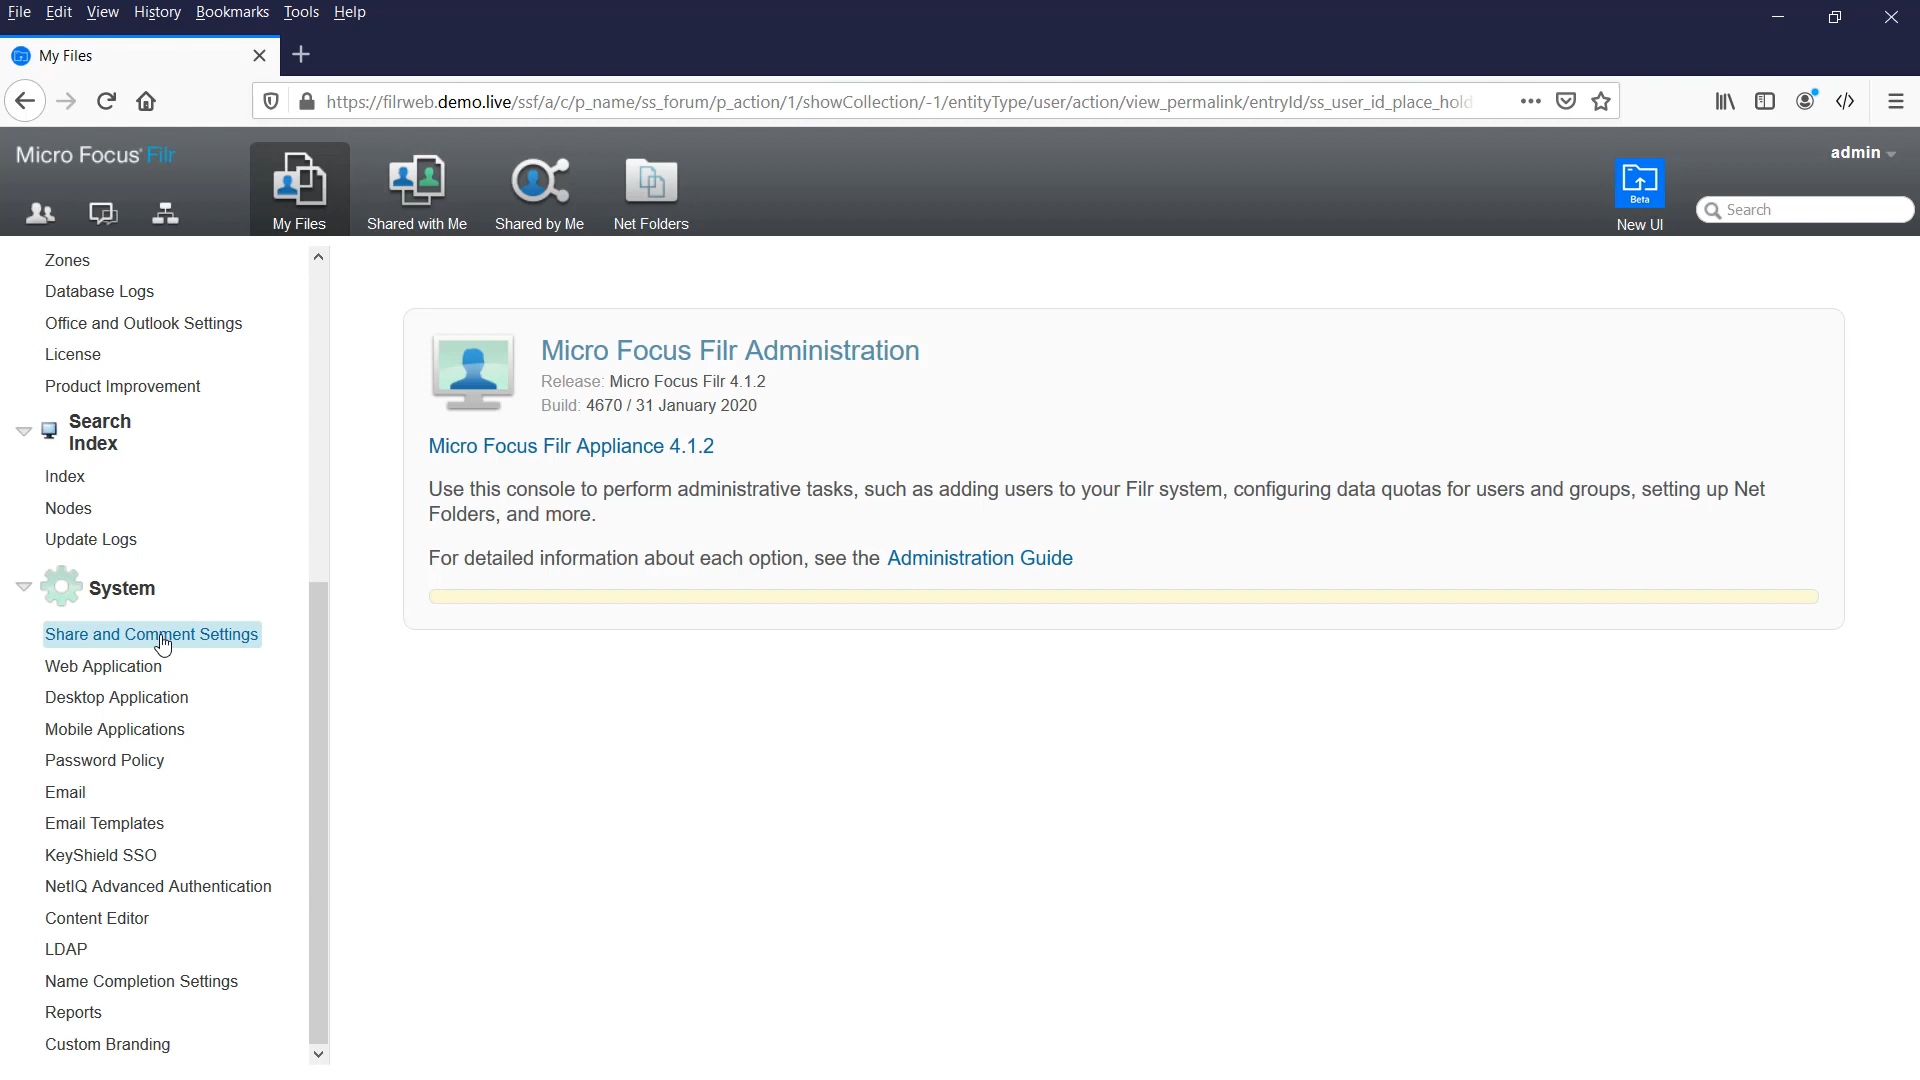 File Edit View History Bookmarks Tools Help
My Files
https://filrweb.demo.live/ssf/a/c/p_name/ss_forum/p_action/1/showCollection/-1/entityType/user/action/view_permalink/entryId/ss_user_id_place_hold
Micro Focus Filr
admin
My Files
Shared with Me
Shared by Me
Net Folders
Beta
New UI
Search
Zones
Database Logs
Office and Outlook Settings
License
Product Improvement
Search
Index
Index
Nodes
Update Logs
System
Share and Comment Settings
Web Application
Desktop Application
Mobile Applications
Password Policy
Email
Email Templates
KeyShield SSO
NetIQ Advanced Authentication
Content Editor
LDAP
Name Completion Settings
Reports
Custom Branding
Micro Focus Filr Administration
Release: Micro Focus Filr 4.1.2
Build: 4670 / 31 January 2020
Micro Focus Filr Appliance 4.1.2
Use this console to perform administrative tasks, such as adding users to your Filr system, configuring data quotas for users and groups, setting up Net
Folders, and more.
For detailed information about each option, see the Administration Guide